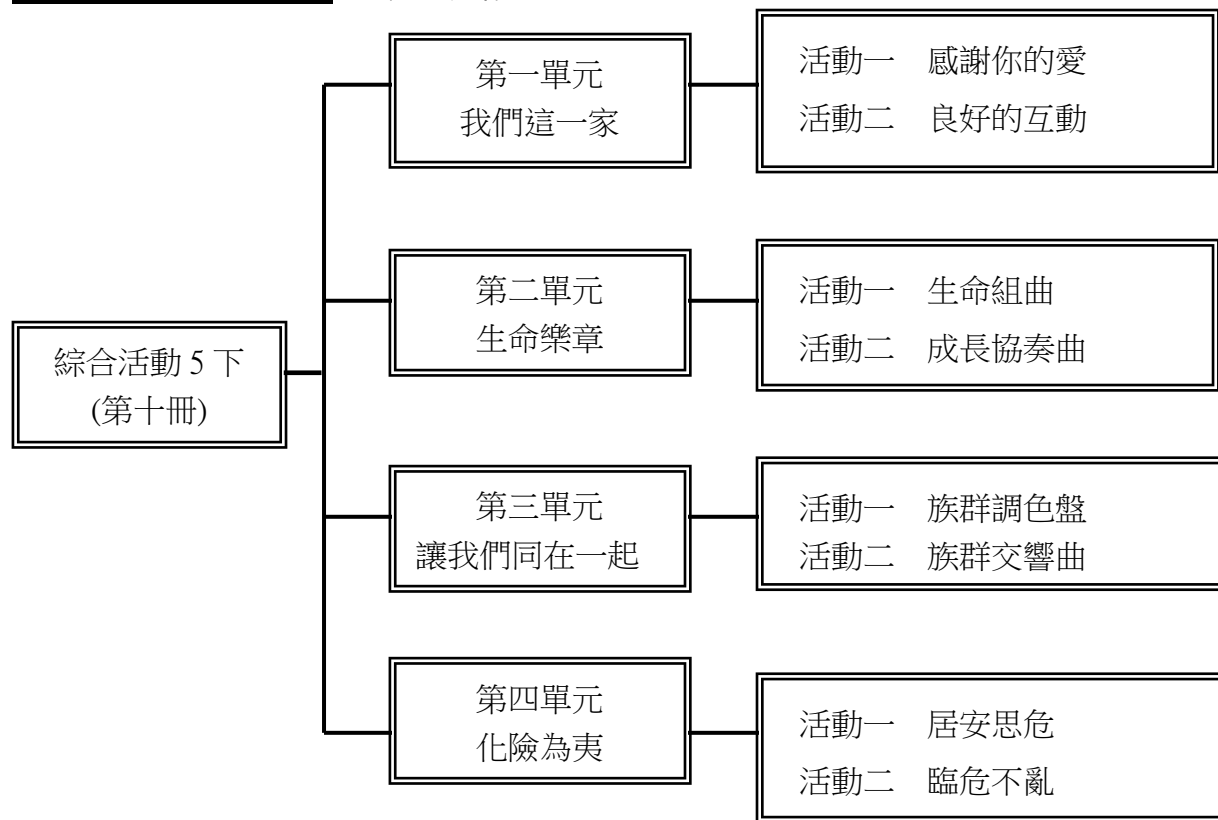 第一單元
我們這一家
活動一　感謝你的愛
活動二　良好的互動
第二單元
生命樂章
活動一　生命組曲
活動二　成長協奏曲
綜合活動 5 下
(第十冊)
第三單元
讓我們同在一起
活動一　族群調色盤
活動二　族群交響曲
第四單元
化險為夷
活動一　居安思危
活動二　臨危不亂